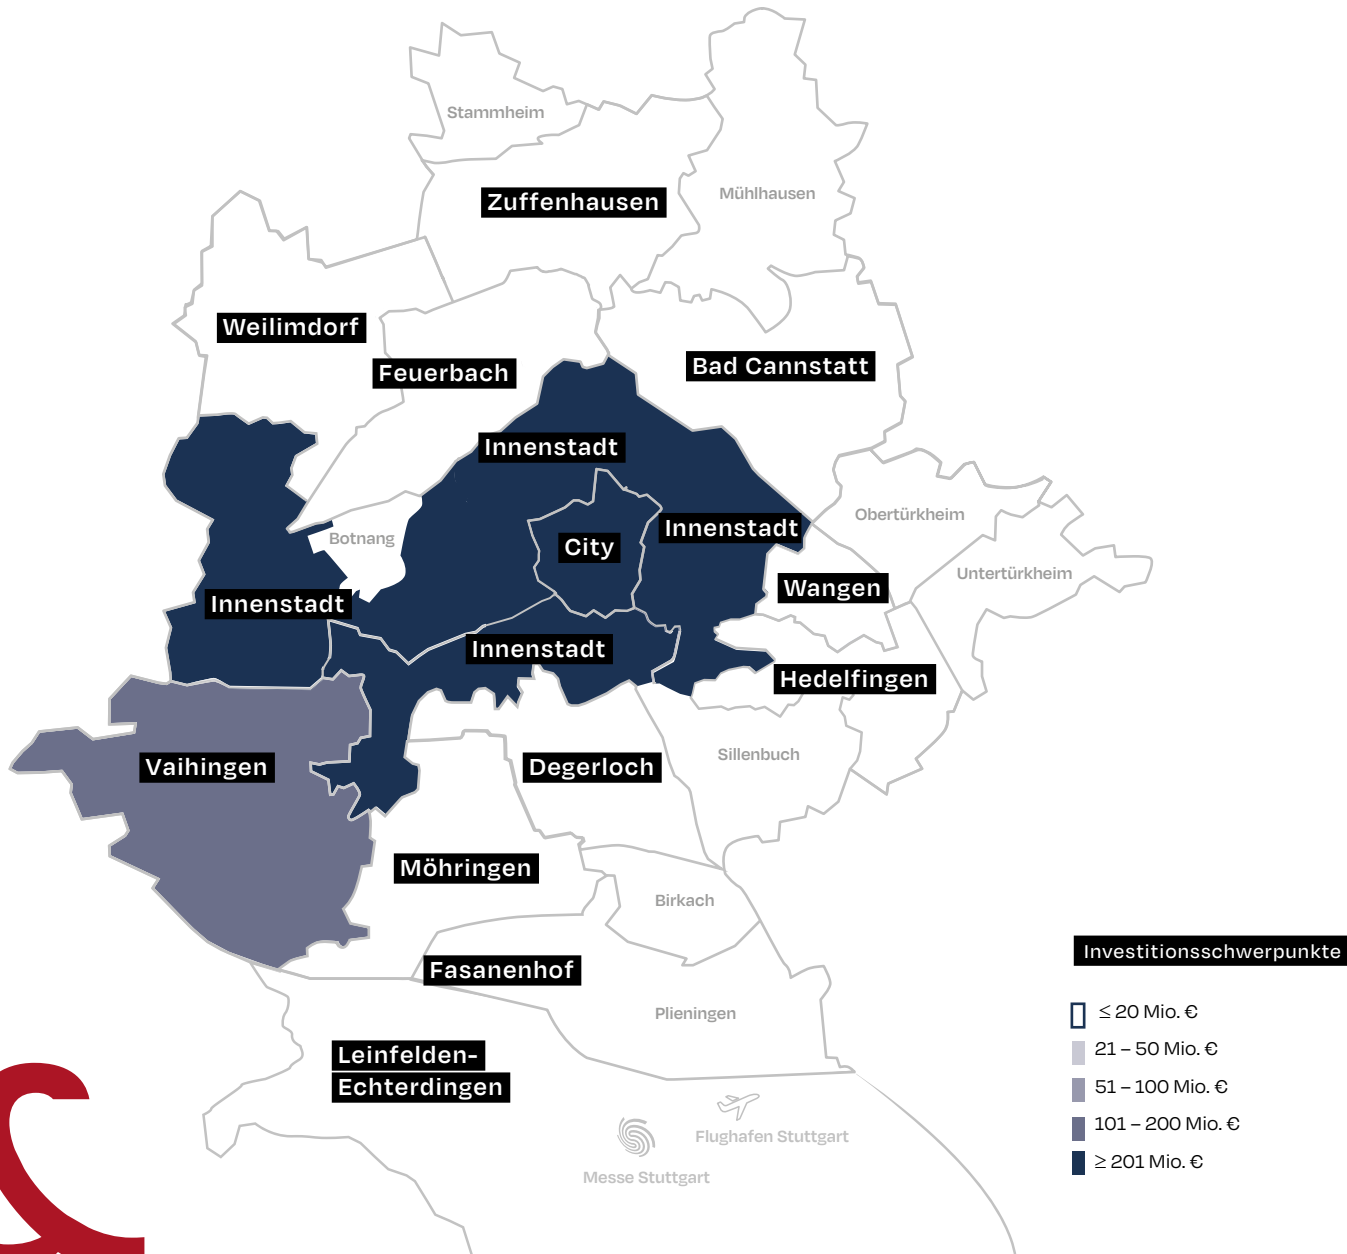 Stammheim
Mühlhausen
Zuffenhausen
Weilimdorf
Feuerbach
Bad Cannstatt
Innenstadt
Obertürkheim
Innenstadt
Botnang
City
Untertürkheim
Wangen
Innenstadt
Innenstadt
Hedelfingen
Sillenbuch
Vaihingen
Degerloch
Möhringen
Birkach
Fasanenhof
Plieningen
Leinfelden-
Echterdingen
Flughafen Stuttgart
Messe Stuttgart
Investitionsschwerpunkte
≤ 20 Mio. €
21 – 50 Mio. €
51 – 100 Mio. €
101 – 200 Mio. €
≥ 201 Mio. €